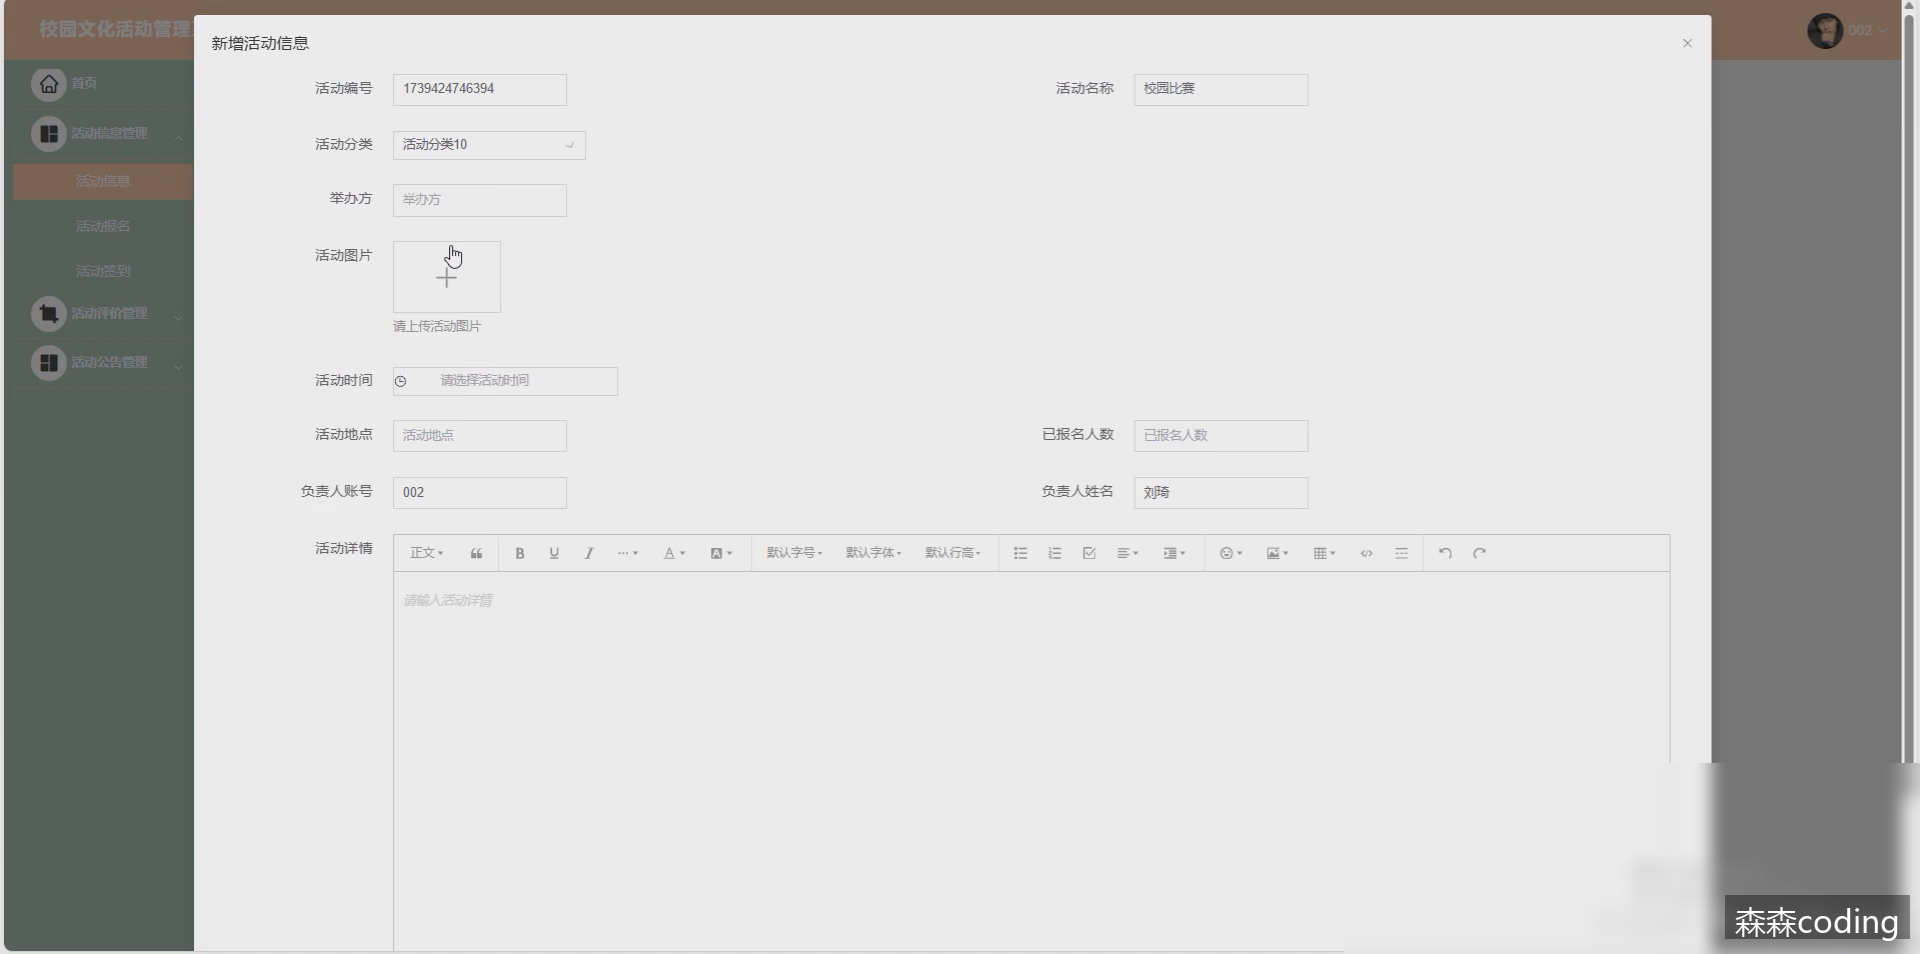 校园文化活动管理
002
首页
活动信息管理
活动信息
活动报名
活动签到
活动评价管理
活动公告管理
新增活动信息
活动编号 1739424746394 活动名称 校园比赛
活动分类 活动分类10
举办方 举办方
活动图片
请上传活动图片
活动时间 请选择活动时间
活动地点 活动地点 已报名人数 已报名人数
负责人账号 002 负责人姓名 刘琦
活动详情 正文 B U I ... A A 默认字号 默认字体 默认行高
请输入活动详情
森森coding